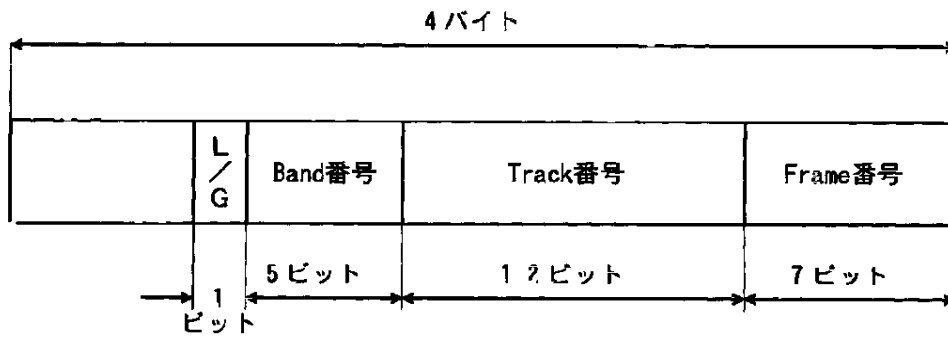 4バイト
L/G
Band番号
Track番号
Frame番号
5ビット
12ビット
7ビット
1ビット